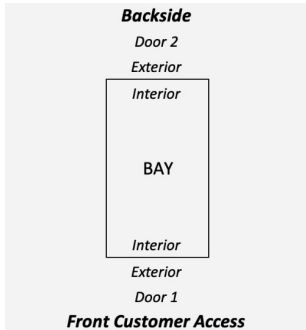 Backside
Door 2
Exterior
Interior
BAY
Interior
Exterior
Door 1
Front Customer Access